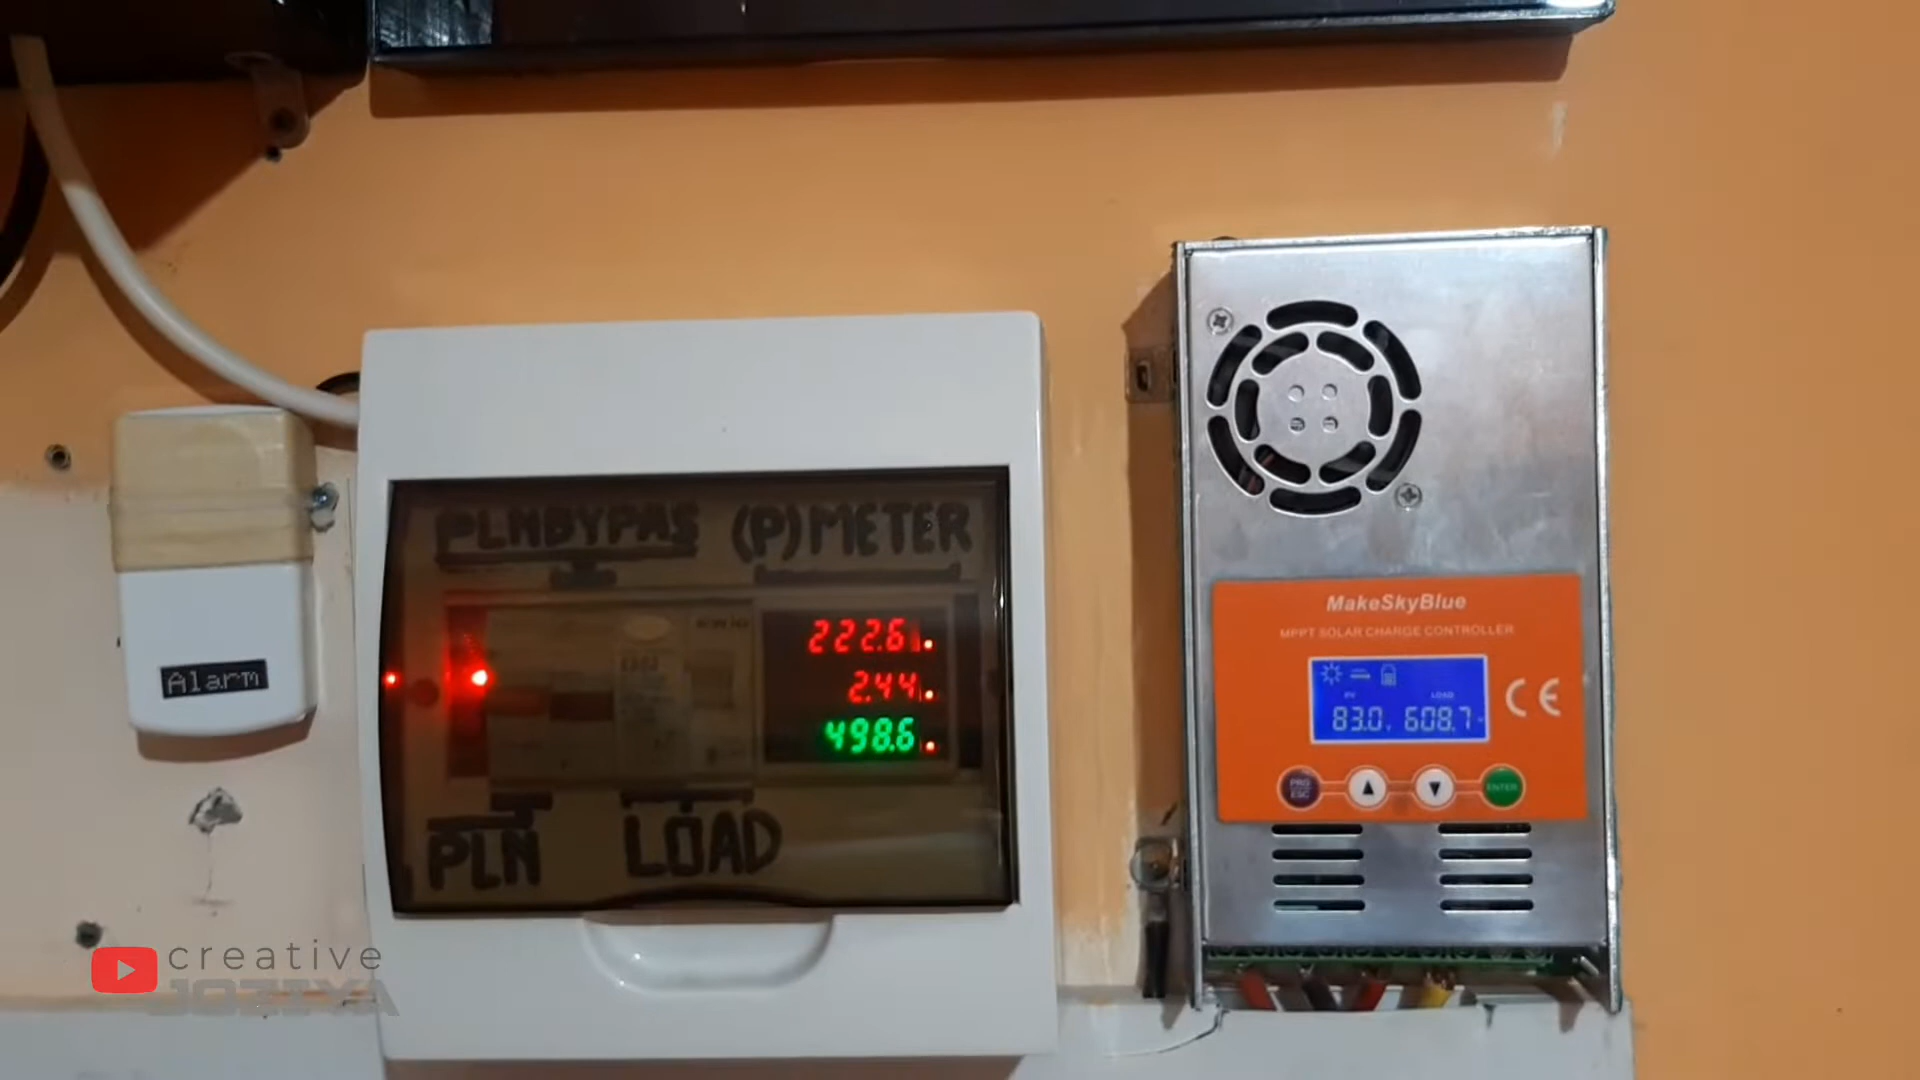 PLNBYPAS (P)METER
222.6
2.44
498.6
PLN LOAD
Alarm
MakeSkyBlue
MPPT SOLAR CHARGE CONTROLLER
PV LOAD
83.0 608.7
CE
PRG ESC ▲ ▼ ENTER
creative
JOZIYA